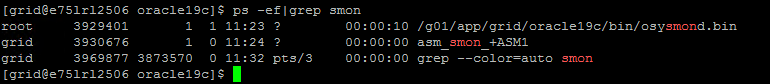 [grid@e75lrl2506 oracle19c]$ ps -ef|grep smon
root 3929401 1 1 11:23 ? 00:00:10 /g01/app/grid/oracle19c/bin/osysmond.bin
grid 3930676 1 0 11:24 ? 00:00:00 asm_smon_+ASM1
grid 3969877 3873570 0 11:32 pts/3 00:00:00 grep --color=auto smon
[grid@e75lrl2506 oracle19c]$